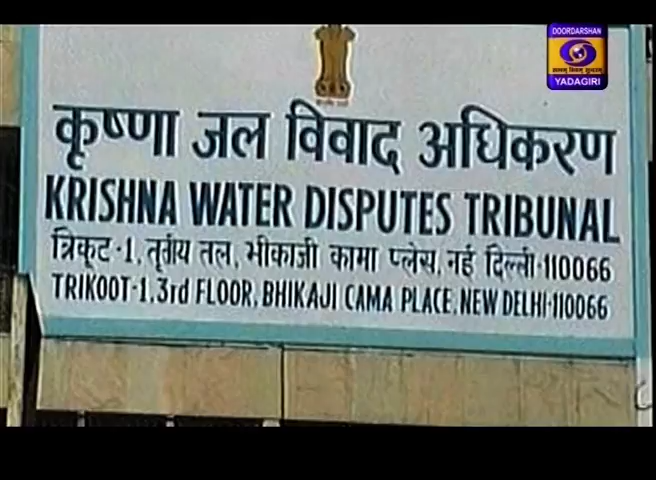 DOORDARSHAN
YADAGIRI
कृष्णा जल विवाद अधिकरण
KRISHNA WATER DISPUTES TRIBUNAL
त्रिकूट-1, तृतीय तल, भीकाजी कामा प्लेस, नई दिल्ली-110066
TRIKOOT-1, 3rd FLOOR, BHIKAJI CAMA PLACE, NEW DELHI-110066